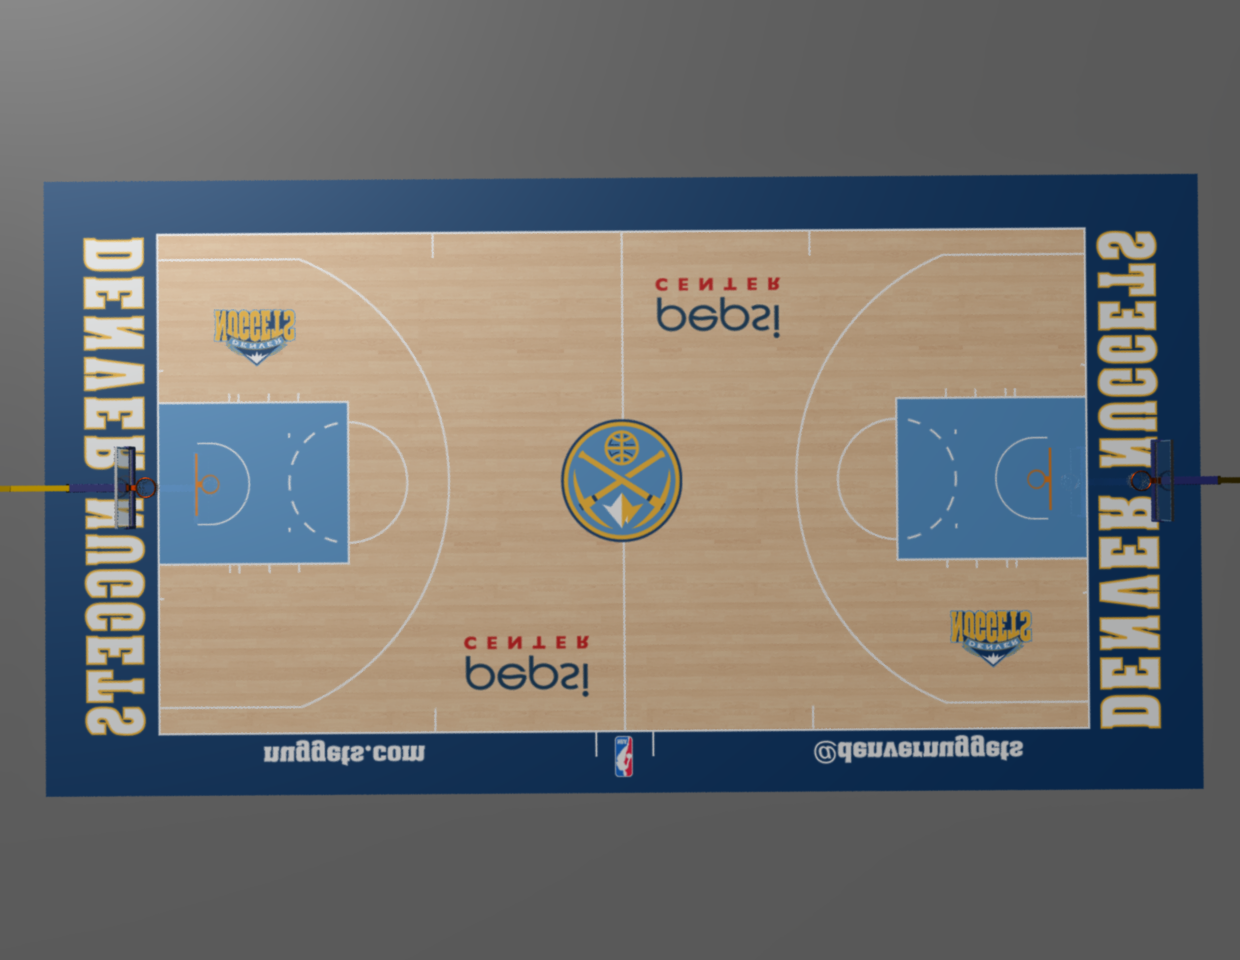 DENVER NUGGETS
CENTER
pepsi
NUGGETS
DENVER
DENVER NUGGETS
CENTER
pepsi
NUGGETS
DENVER
nuggets.com
@denvernuggets